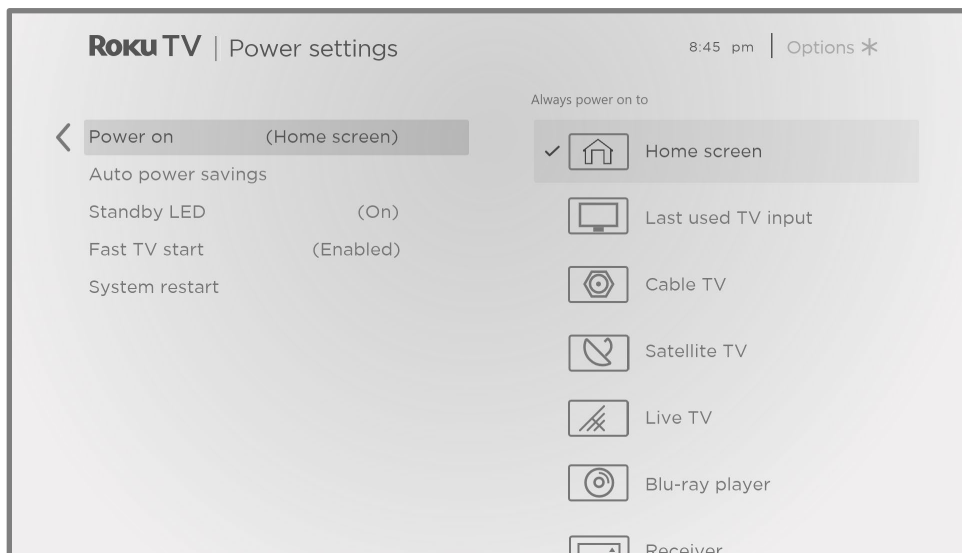 Roku TV | Power settings
8:45 pm | Options *
Always power on to
Power on (Home screen)
Auto power savings
Standby LED (On)
Fast TV start (Enabled)
System restart
Home screen
Last used TV input
Cable TV
Satellite TV
Live TV
Blu-ray player
Receiver